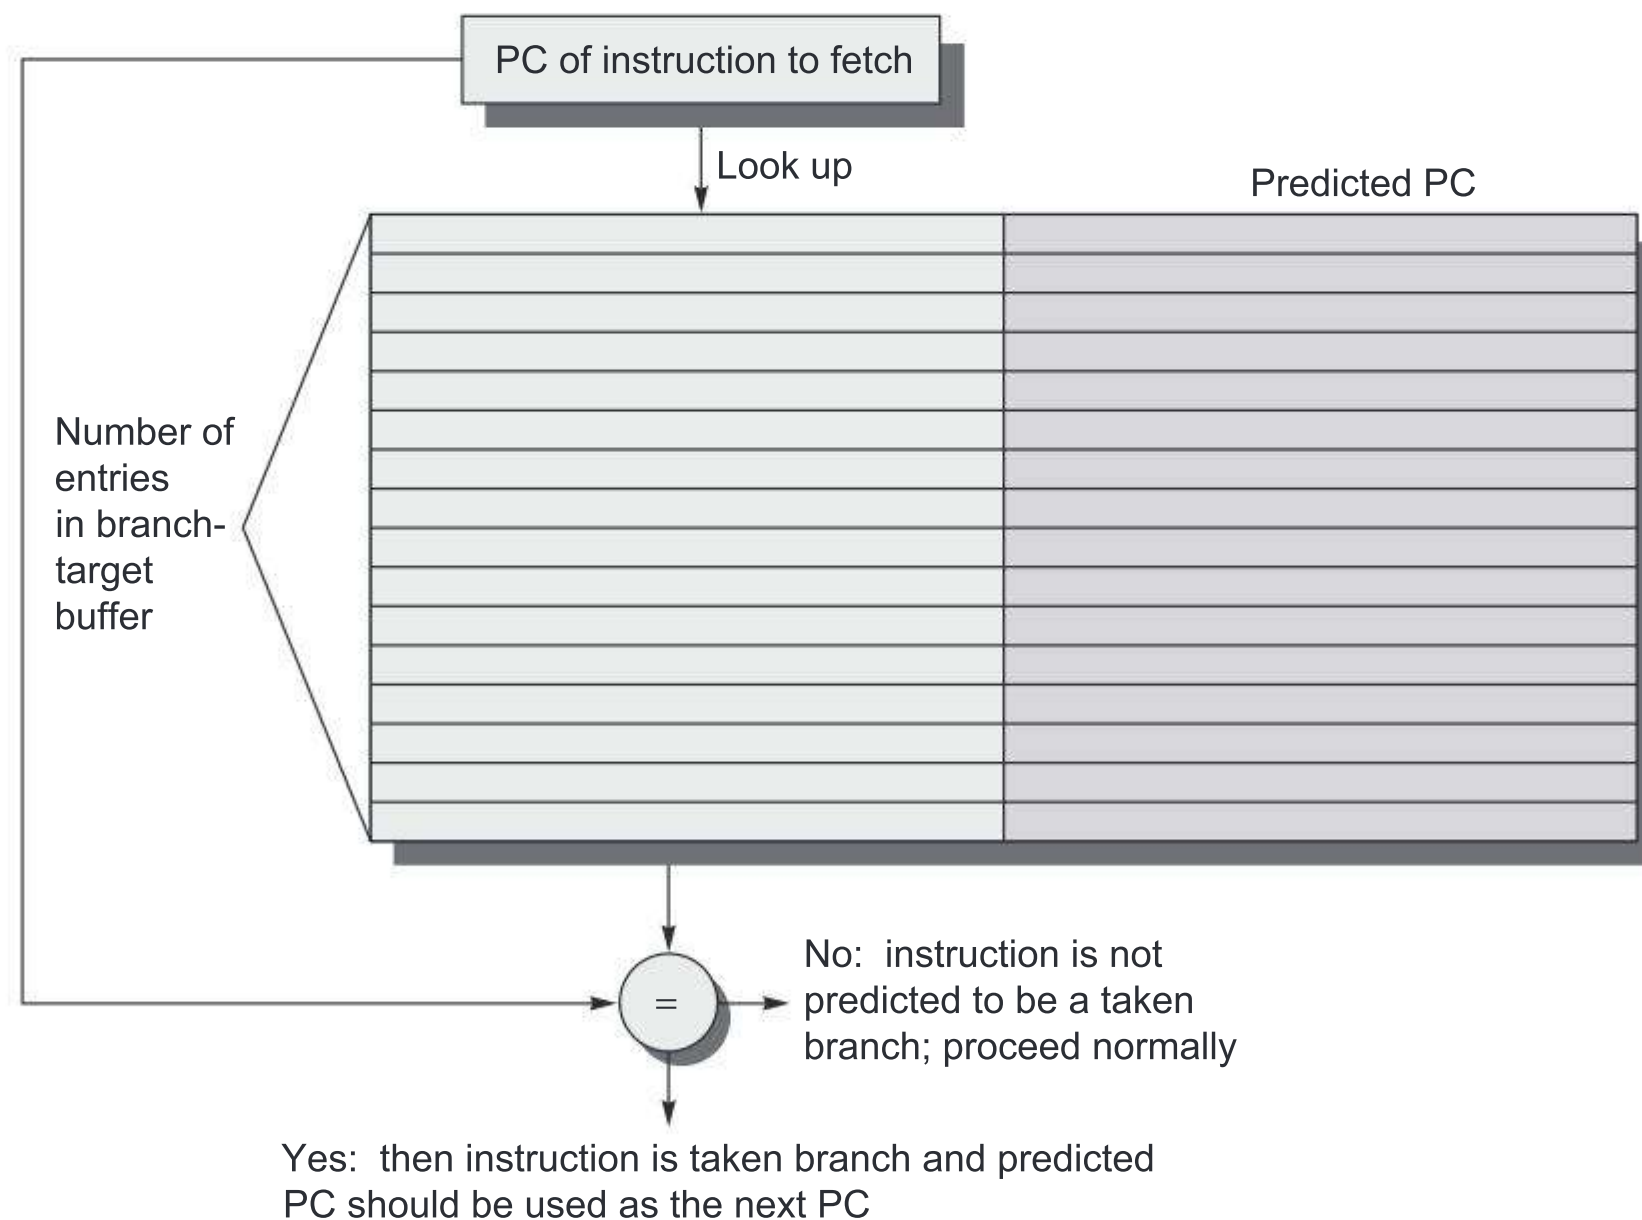 PC of instruction to fetch
Look up
Predicted PC
Number of
entries
in branch-
target
buffer
=
No: instruction is not
predicted to be a taken
branch; proceed normally
Yes: then instruction is taken branch and predicted
PC should be used as the next PC